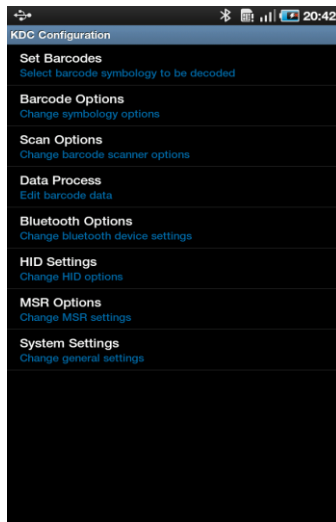 20:42
KDC Configuration
Set Barcodes
Select barcode symbology to be decoded
Barcode Options
Change symbology options
Scan Options
Change barcode scanner options
Data Process
Edit barcode data
Bluetooth Options
Change bluetooth device settings
HID Settings
Change HID options
MSR Options
Change MSR settings
System Settings
Change general settings